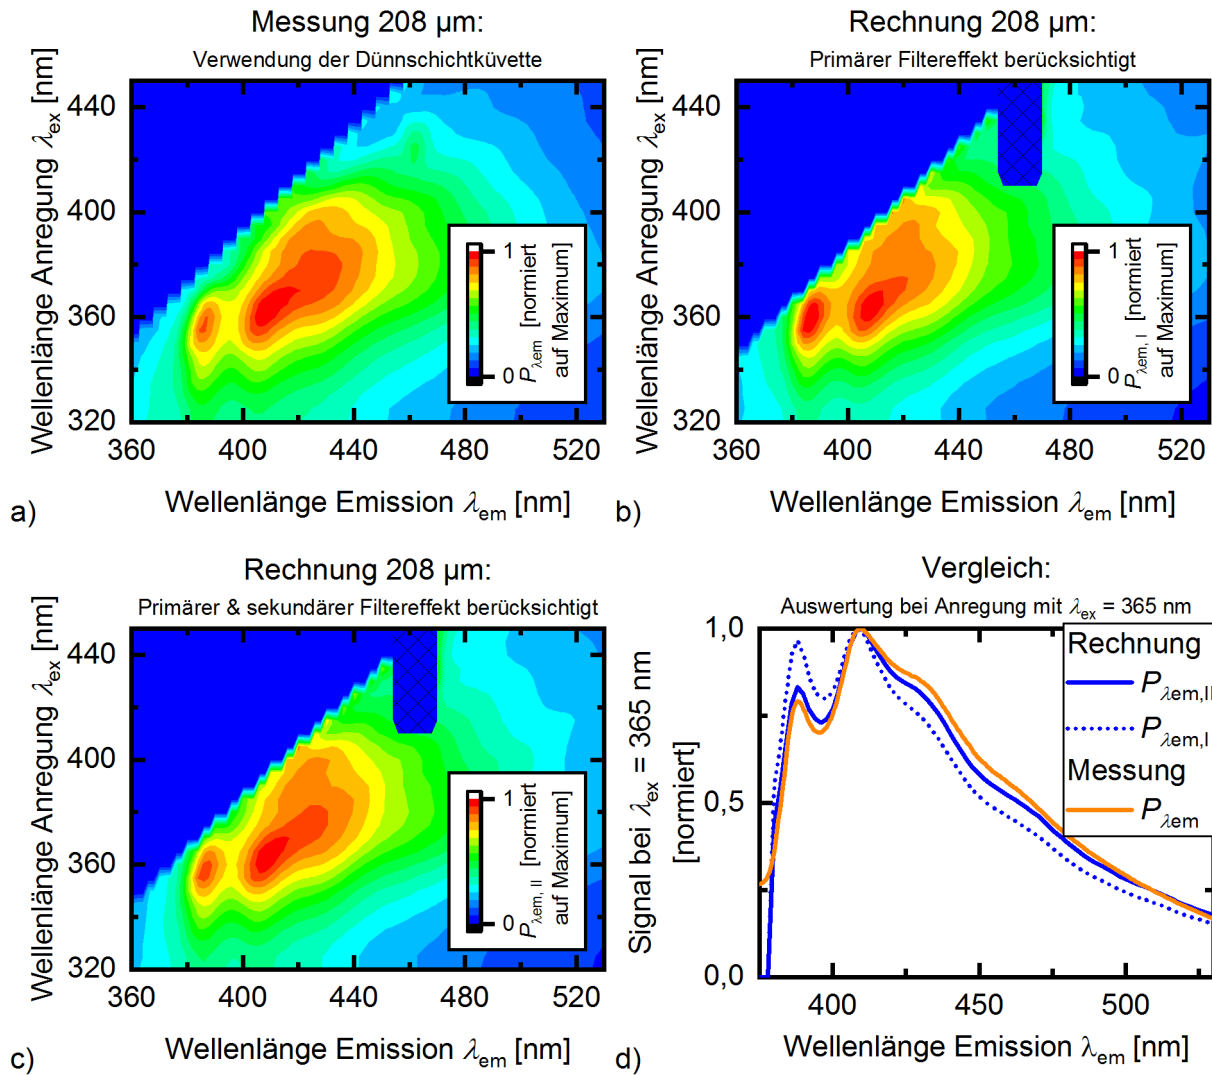 Messung 208 µm:
Verwendung der Dünnschichtküvette
Wellenlänge Anregung λex [nm]
440
400
360
320
360 400 440 480 520
Wellenlänge Emission λem [nm]
1
0
Pλem [normiert
auf Maximum]
a)
Rechnung 208 µm:
Primärer Filtereffekt berücksichtigt
Wellenlänge Anregung λex [nm]
440
400
360
320
360 400 440 480 520
Wellenlänge Emission λem [nm]
1
0
Pλem, I [normiert
auf Maximum]
b)
Rechnung 208 µm:
Primärer & sekundärer Filtereffekt berücksichtigt
Wellenlänge Anregung λex [nm]
440
400
360
320
360 400 440 480 520
Wellenlänge Emission λem [nm]
1
0
Pλem, II [normiert
auf Maximum]
c)
Vergleich:
Auswertung bei Anregung mit λex = 365 nm
Signal bei λex = 365 nm
[normiert]
1,0
0,5
0,0
400 450 500
Wellenlänge Emission λem [nm]
Rechnung
Pλem,II
Pλem,I
Messung
Pλem
d)